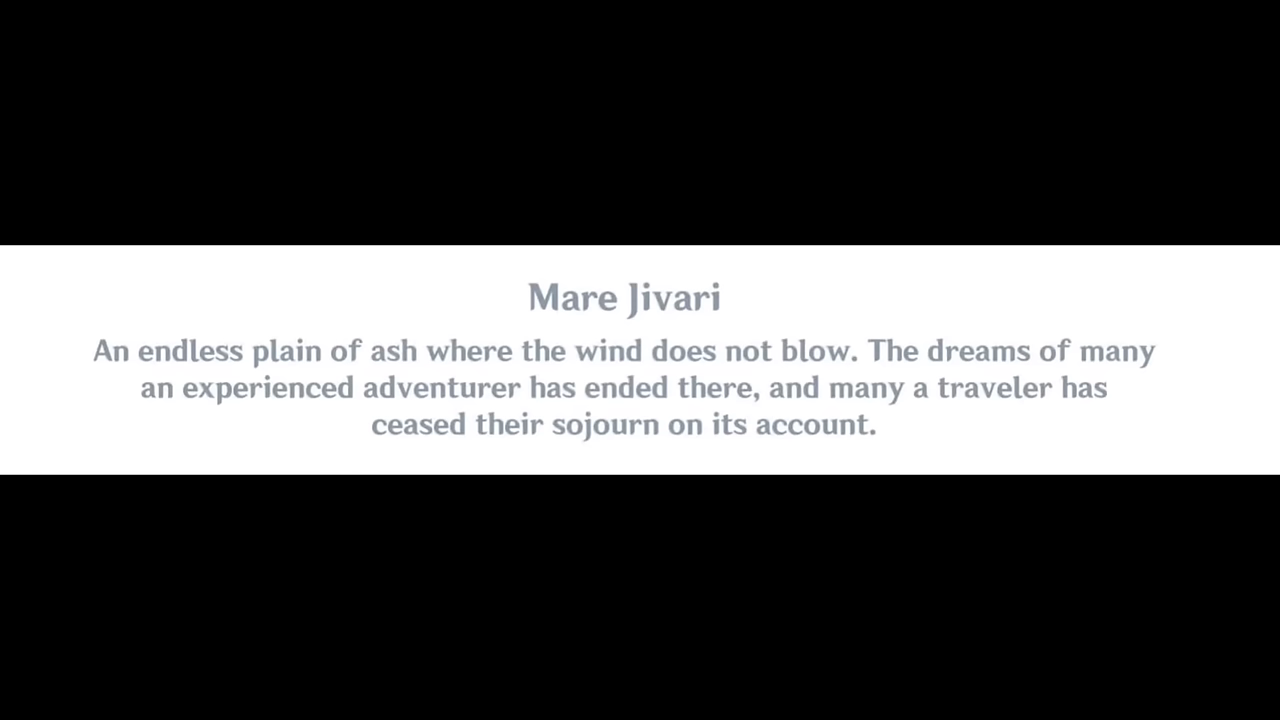 Mare Jivari
An endless plain of ash where the wind does not blow. The dreams of many
an experienced adventurer has ended there, and many a traveler has
ceased their sojourn on its account.